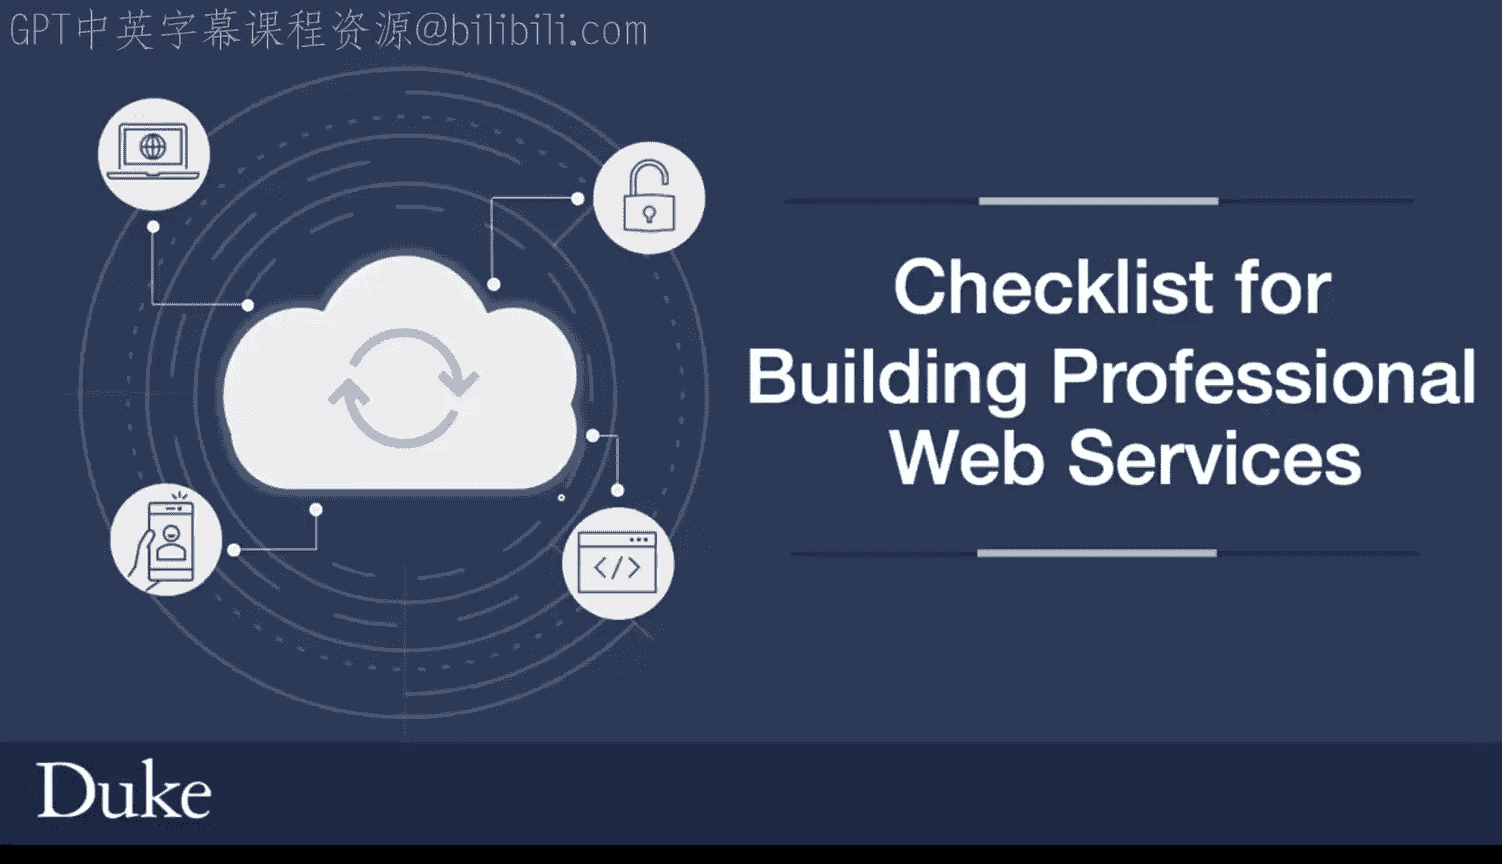 GPT中英字幕课程资源@bilibili.com
Checklist for
Building Professional
Web Services
</>
Duke